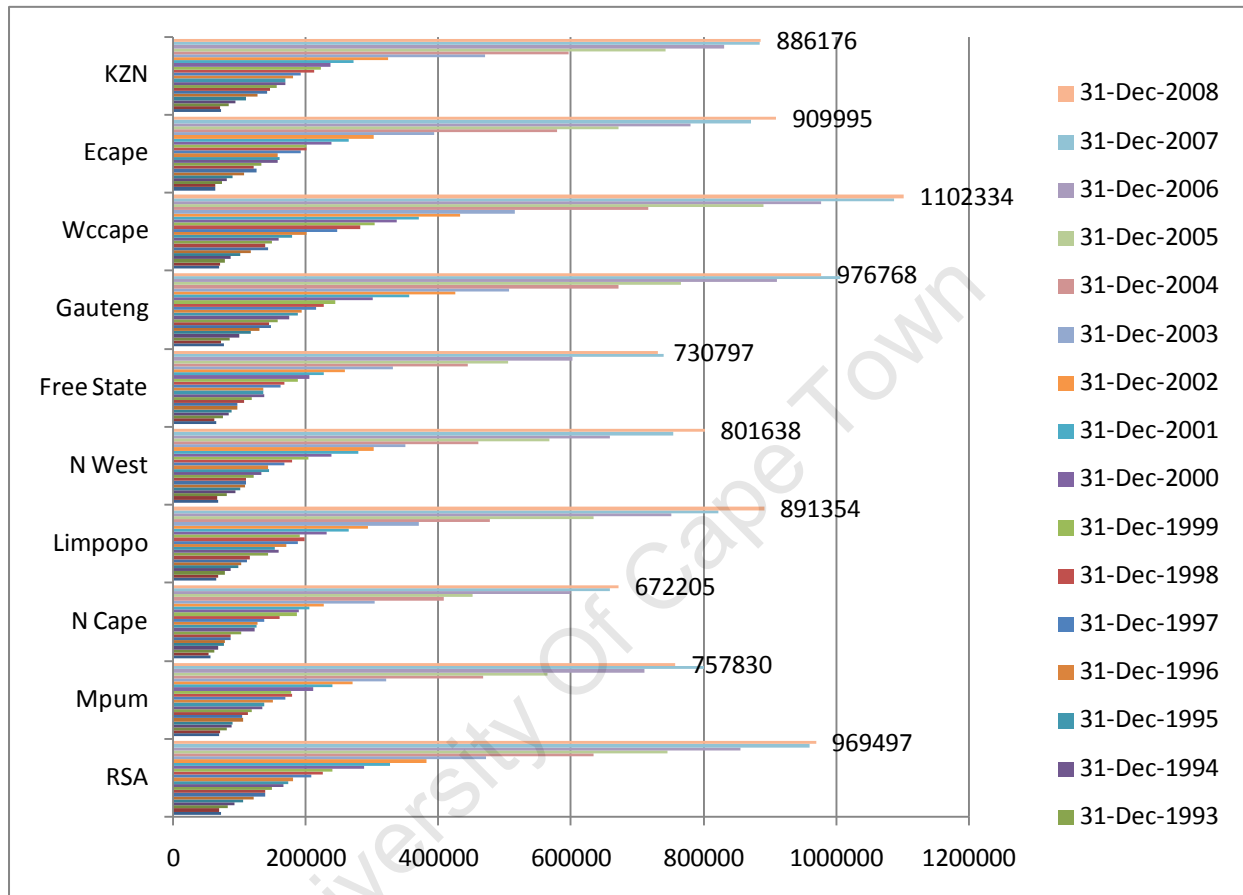 KZN
Ecape
Wccape
Gauteng
Free State
N West
Limpopo
N Cape
Mpum
RSA
886176
909995
1102334
976768
730797
801638
891354
672205
757830
969497
0 200000 400000 600000 800000 1000000 1200000
31-Dec-2008
31-Dec-2007
31-Dec-2006
31-Dec-2005
31-Dec-2004
31-Dec-2003
31-Dec-2002
31-Dec-2001
31-Dec-2000
31-Dec-1999
31-Dec-1998
31-Dec-1997
31-Dec-1996
31-Dec-1995
31-Dec-1994
31-Dec-1993
iversity Of Cape Town